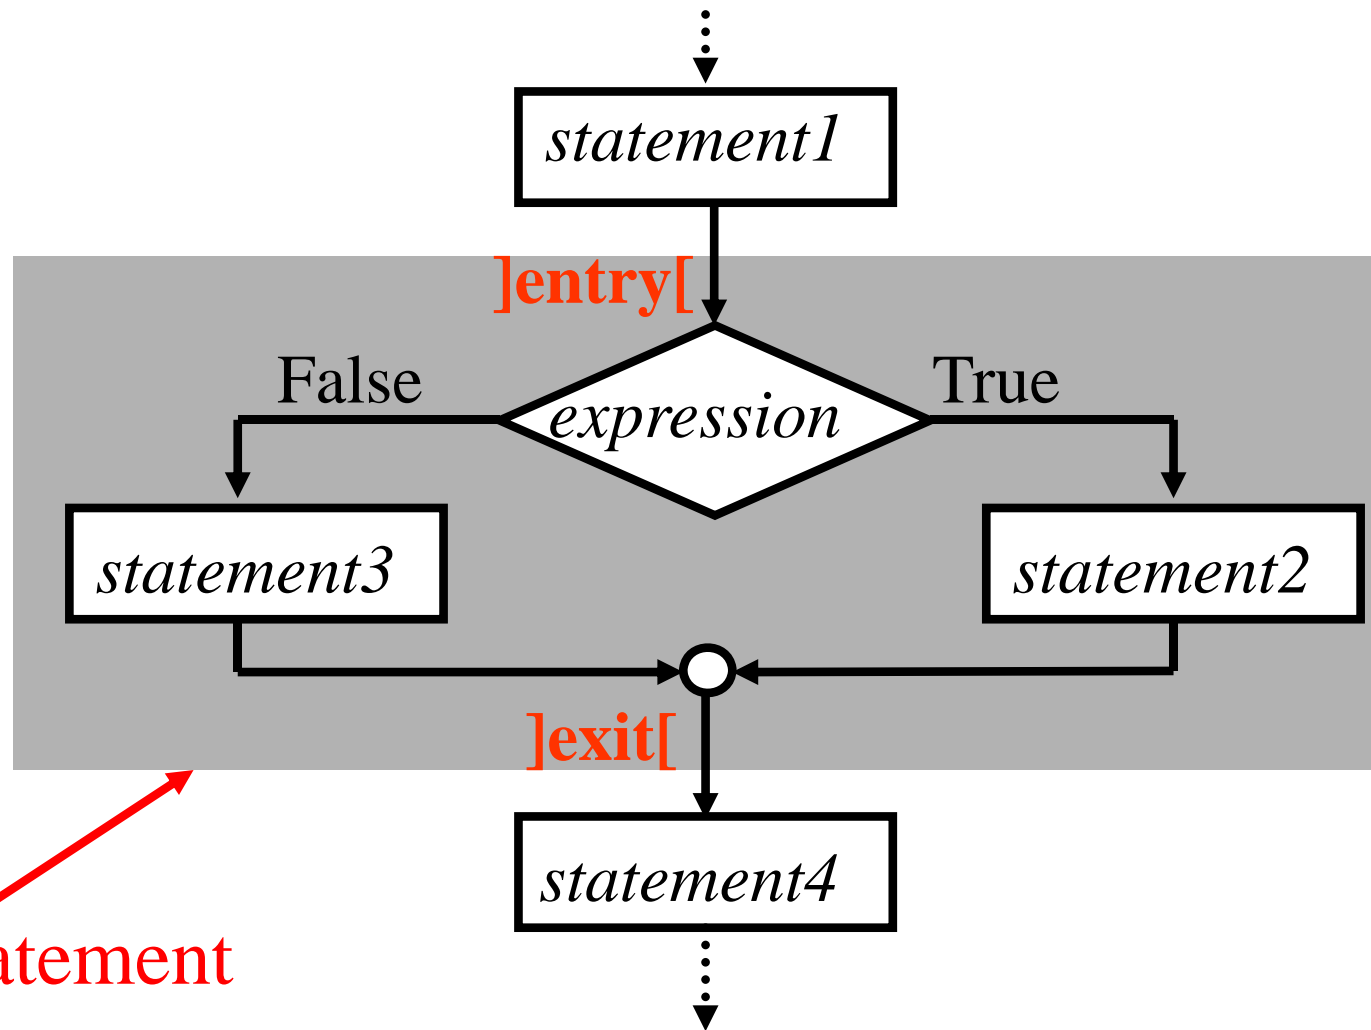 statement1
]entry[
False
True
expression
statement3
statement2
]exit[
statement4
atement